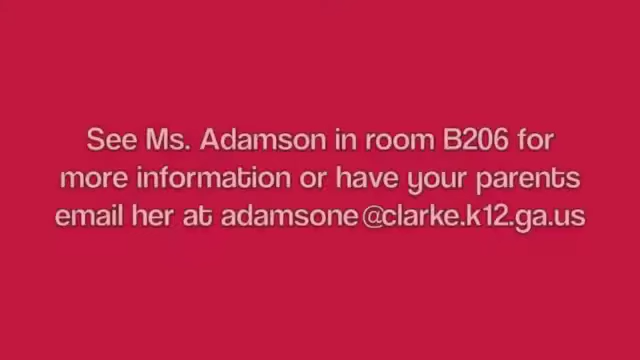 See Ms. Adamson in room B206 for
more information or have your parents
email her at adamsone@clarke.k12.ga.us